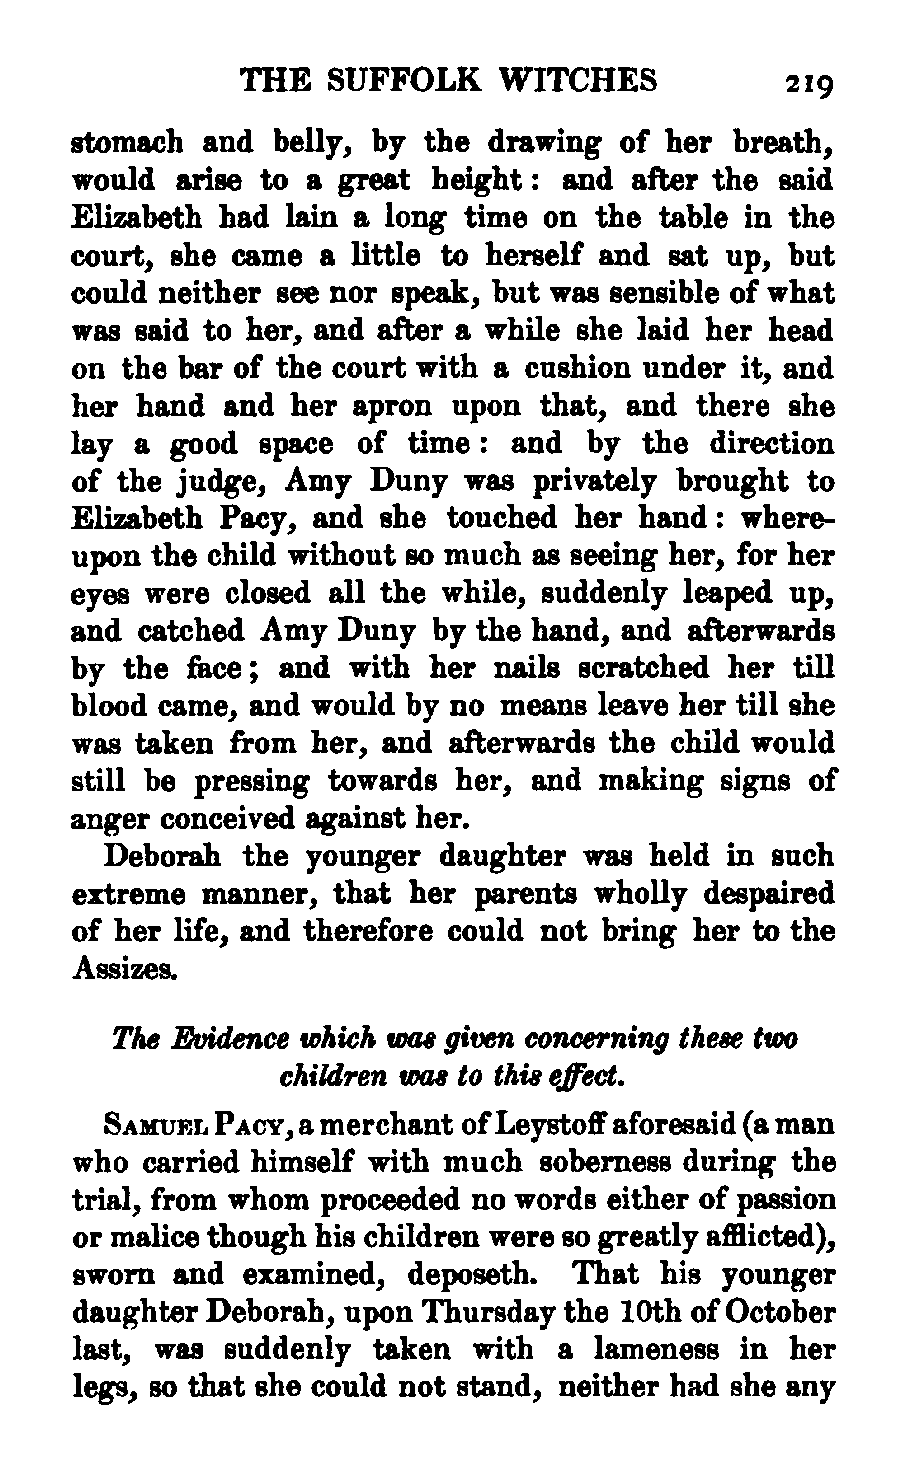 THE SUFFOLK WITCHES 219
stomach and belly, by the drawing of her breath,
would arise to a great height : and after the said
Elizabeth had lain a long time on the table in the
court, she came a little to herself and sat up, but
could neither see nor speak, but was sensible of what
was said to her, and after a while she laid her head
on the bar of the court with a cushion under it, and
her hand and her apron upon that, and there she
lay a good space of time : and by the direction
of the judge, Amy Duny was privately brought to
Elizabeth Pacy, and she touched her hand : where-
upon the child without so much as seeing her, for her
eyes were closed all the while, suddenly leaped up,
and catched Amy Duny by the hand, and afterwards
by the face ; and with her nails scratched her till
blood came, and would by no means leave her till she
was taken from her, and afterwards the child would
still be pressing towards her, and making signs of
anger conceived against her.
Deborah the younger daughter was held in such
extreme manner, that her parents wholly despaired
of her life, and therefore could not bring her to the
Assizes.
The Evidence which was given concerning these two
children was to this effect.
SAMUEL PACY, a merchant of Leystoff aforesaid (a man
who carried himself with much soberness during the
trial, from whom proceeded no words either of passion
or malice though his children were so greatly afflicted),
sworn and examined, deposeth. That his younger
daughter Deborah, upon Thursday the 10th of October
last, was suddenly taken with a lameness in her
legs, so that she could not stand, neither had she any